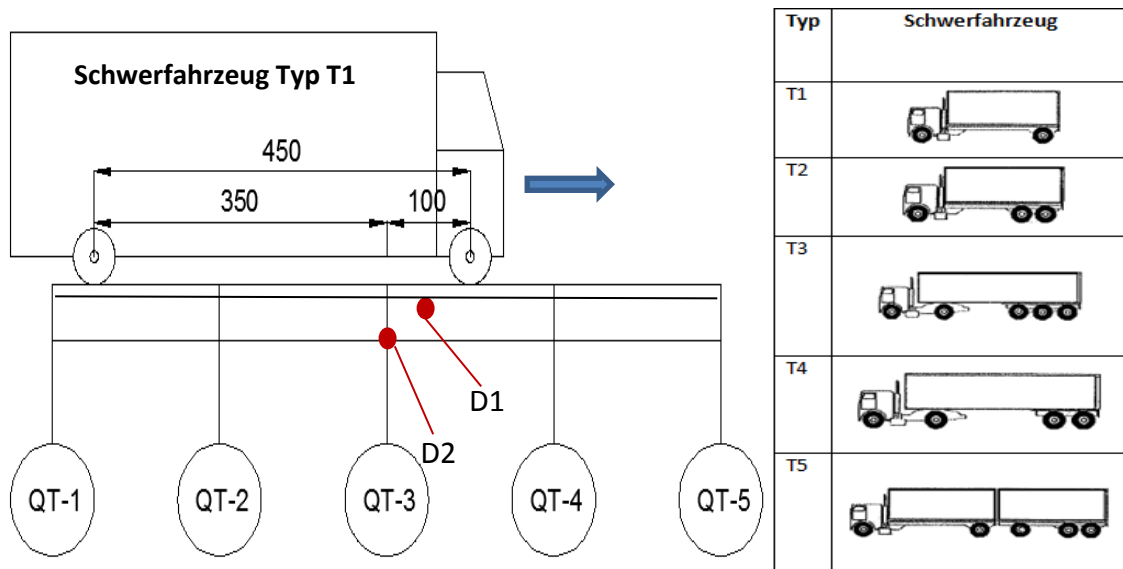 Schwerfahrzeug Typ T1
450
350
100
D1
D2
QT-1
QT-2
QT-3
QT-4
QT-5
Typ Schwerfahrzeug
T1
T2
T3
T4
T5